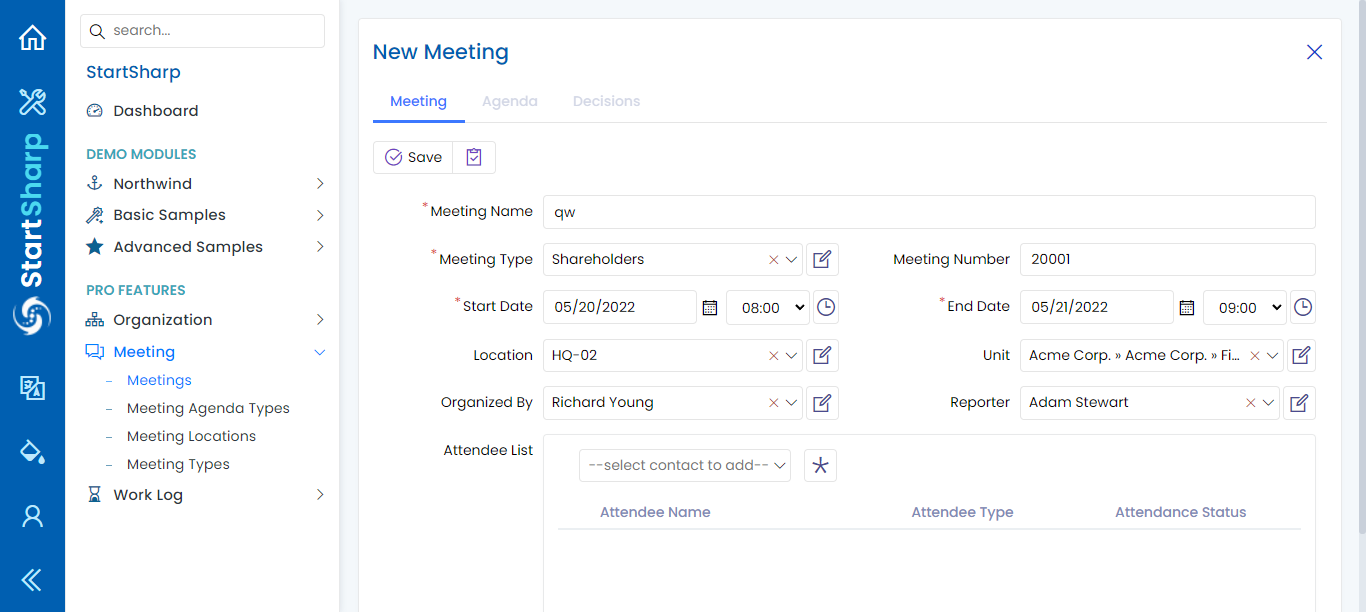 StartSharp
search...
StartSharp
Dashboard
DEMO MODULES
Northwind
Basic Samples
Advanced Samples
PRO FEATURES
Organization
Meeting
– Meetings
– Meeting Agenda Types
– Meeting Locations
– Meeting Types
Work Log
New Meeting
Meeting Agenda Decisions
Save
*Meeting Name qw
*Meeting Type Shareholders Meeting Number 20001
*Start Date 05/20/2022 08:00 *End Date 05/21/2022 09:00
Location HQ-02 Unit Acme Corp. » Acme Corp. » Fi...
Organized By Richard Young Reporter Adam Stewart
Attendee List --select contact to add--
Attendee Name Attendee Type Attendance Status